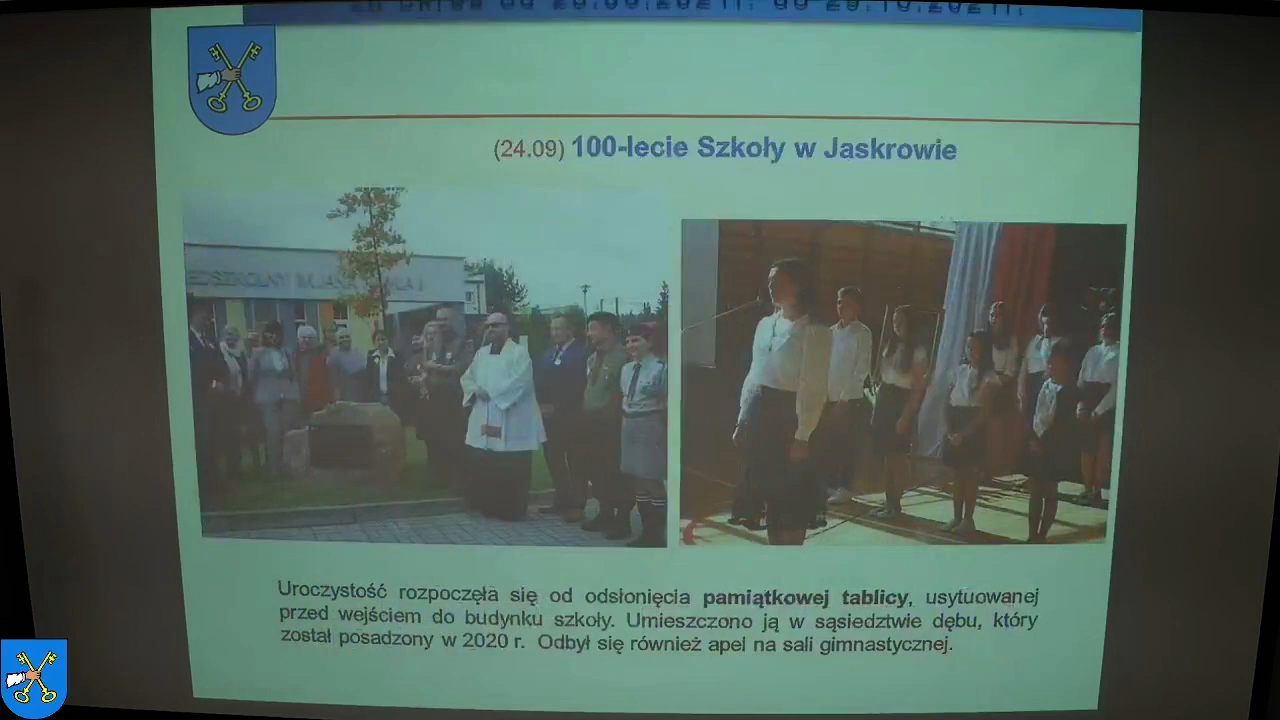 (24.09) 100-lecie Szkoły w Jaskrowie
Uroczystość rozpoczęła się od odsłonięcia pamiątkowej tablicy, usytuowanej
przed wejściem do budynku szkoły. Umieszczono ją w sąsiedztwie dębu, który
został posadzony w 2020 r. Odbył się również apel na sali gimnastycznej.